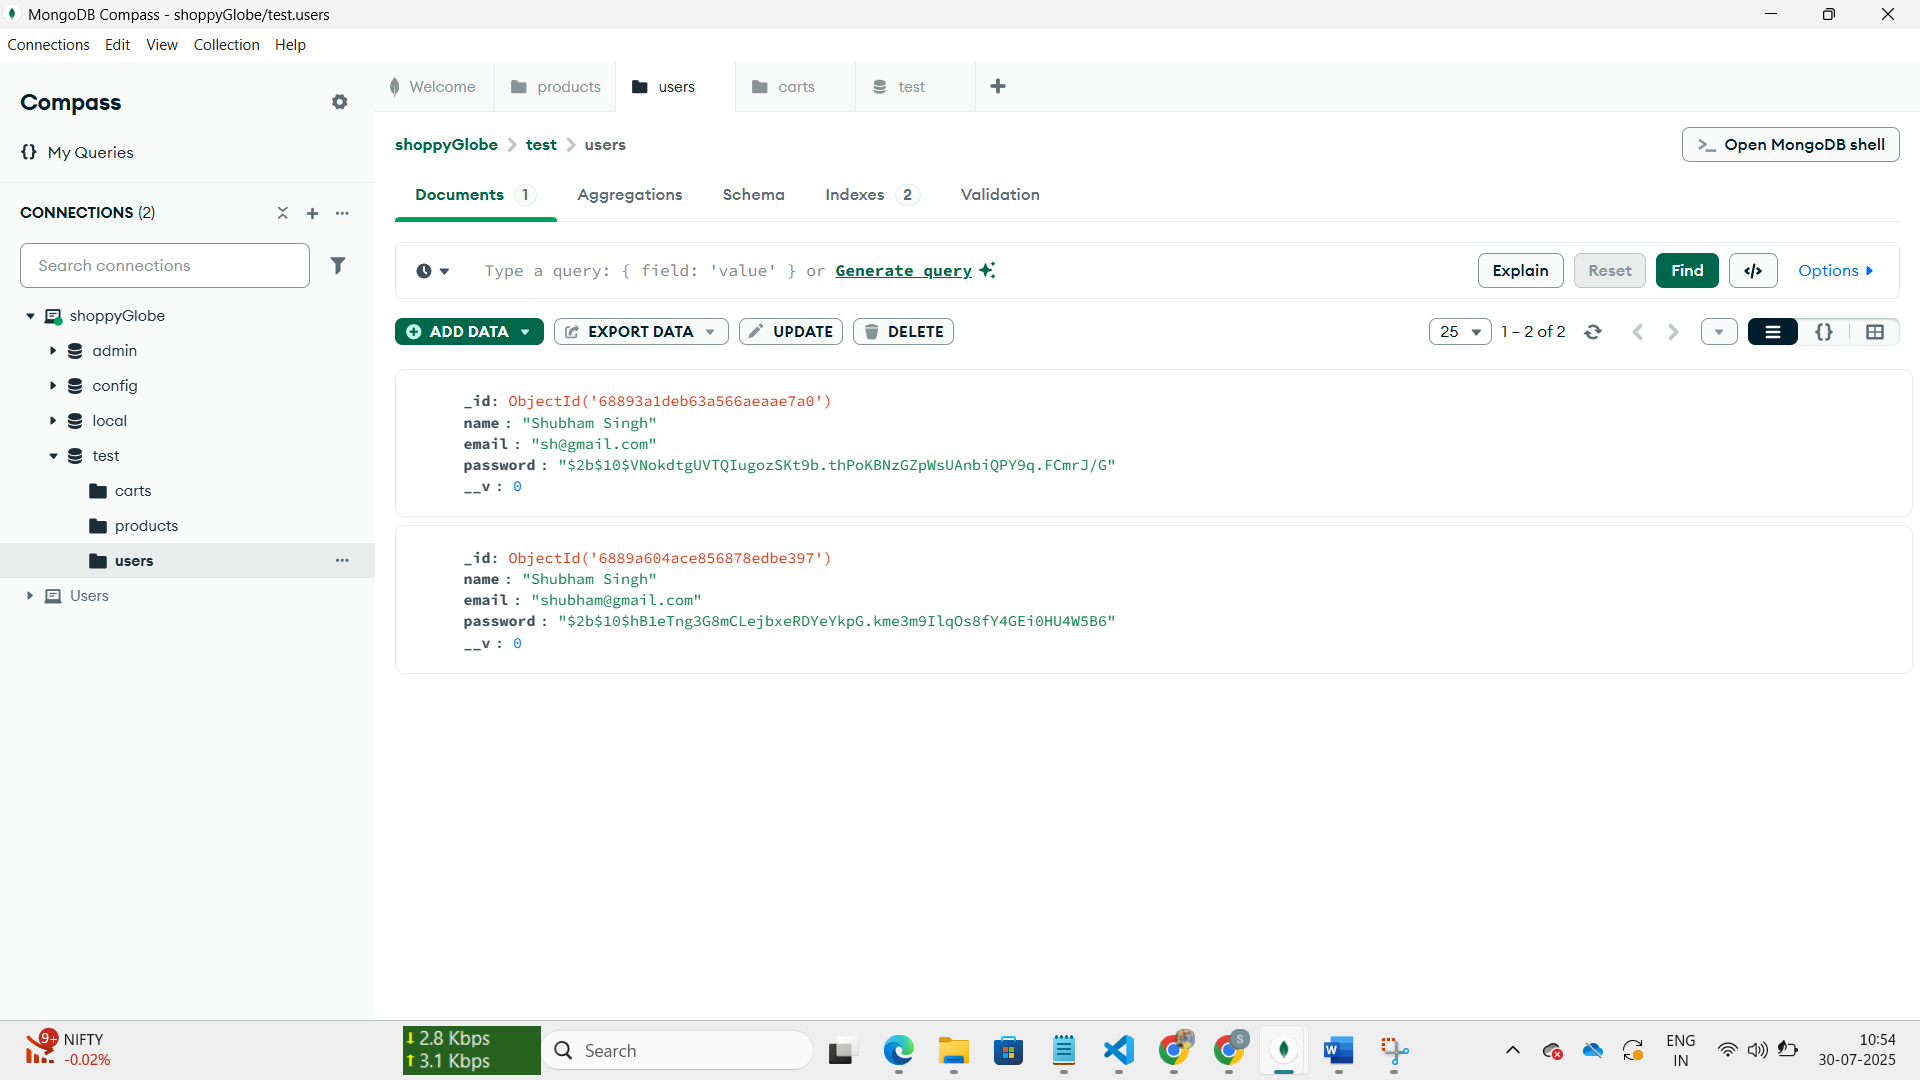 MongoDB Compass - shoppyGlobe/test.users
Connections Edit View Collection Help
Compass
{} My Queries
CONNECTIONS (2)
Search connections
shoppyGlobe
admin
config
local
test
carts
products
users
Users
Welcome products users carts test
shoppyGlobe > test > users
>_ Open MongoDB shell
Documents 1 Aggregations Schema Indexes 2 Validation
Type a query: { field: 'value' } or Generate query
Explain Reset Find </> Options
ADD DATA EXPORT DATA UPDATE DELETE
25 1 – 2 of 2 {}
_id: ObjectId('68893a1deb63a566aeaae7a0')
name : "Shubham Singh"
email : "sh@gmail.com"
password : "$2b$10$VNokdtgUVTQIugozSKt9b.thPoKBNzGZpWsUAnbiQPY9q.FCmrJ/G"
__v : 0
_id: ObjectId('6889a604ace856878edbe397')
name : "Shubham Singh"
email : "shubham@gmail.com"
password : "$2b$10$hB1eTng3G8mCLejbxeRDYeYkpG.kme3m9IlqOs8fY4GEi0HU4W5B6"
__v : 0
9+ NIFTY
-0.02%
2.8 Kbps
3.1 Kbps
Search
S
W
ENG
IN
10:54
30-07-2025